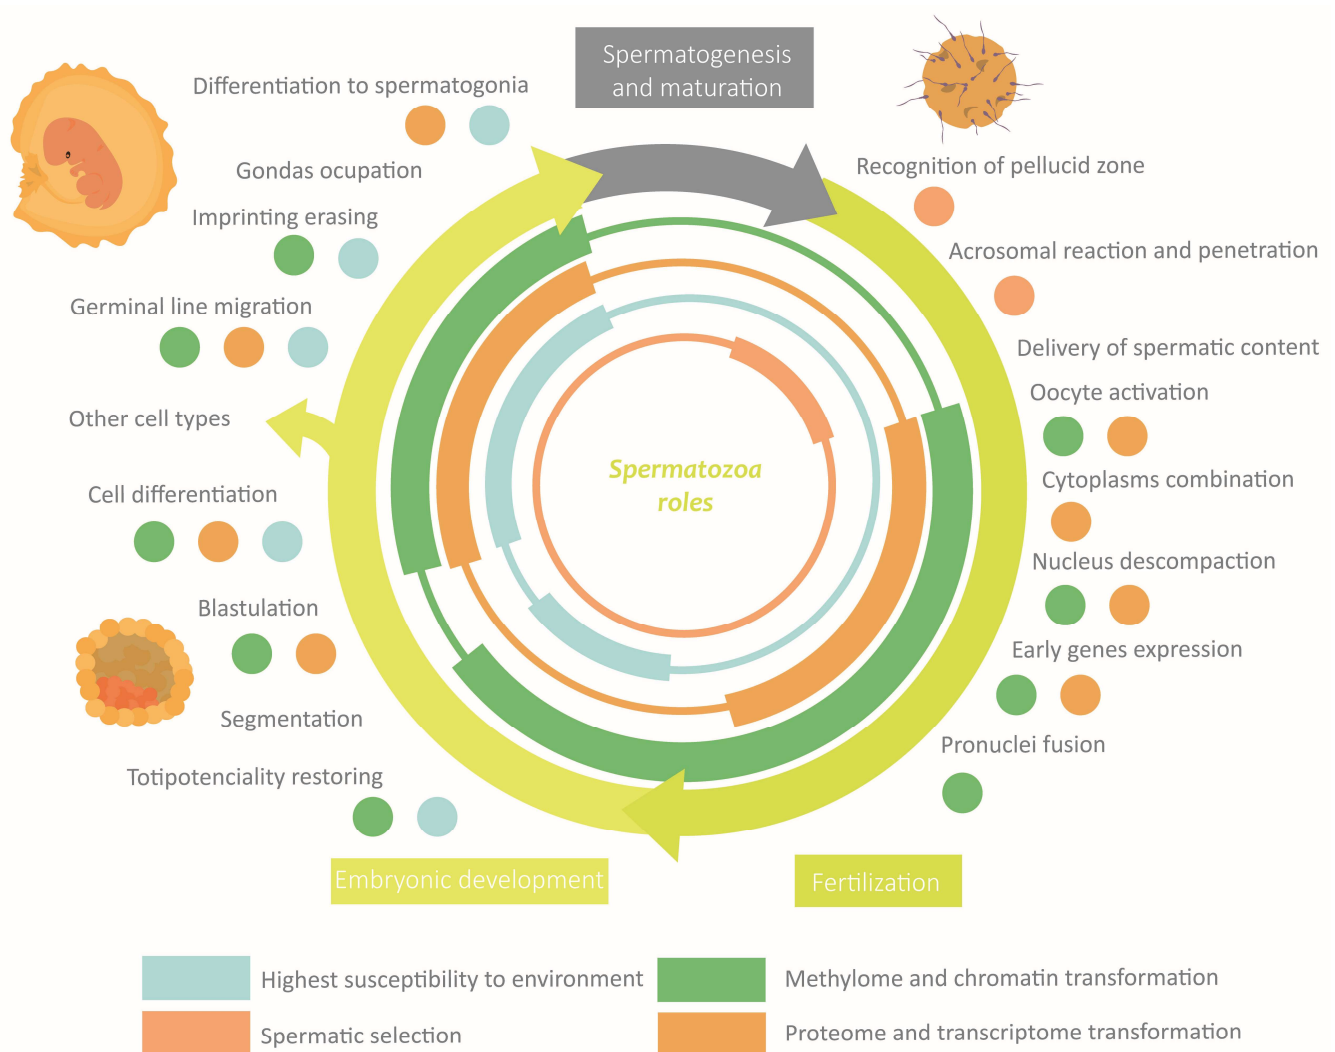 Spermatogenesis
and maturation
Differentiation to spermatogonia
Gondas ocupation
Imprinting erasing
Germinal line migration
Other cell types
Cell differentiation
Blastulation
Segmentation
Totipotenciality restoring
Recognition of pellucid zone
Acrosomal reaction and penetration
Delivery of spermatic content
Oocyte activation
Cytoplasms combination
Nucleus descompaction
Early genes expression
Pronuclei fusion
Spermatozoa
roles
Embryonic development
Fertilization
Highest susceptibility to environment
Methylome and chromatin transformation
Spermatic selection
Proteome and transcriptome transformation